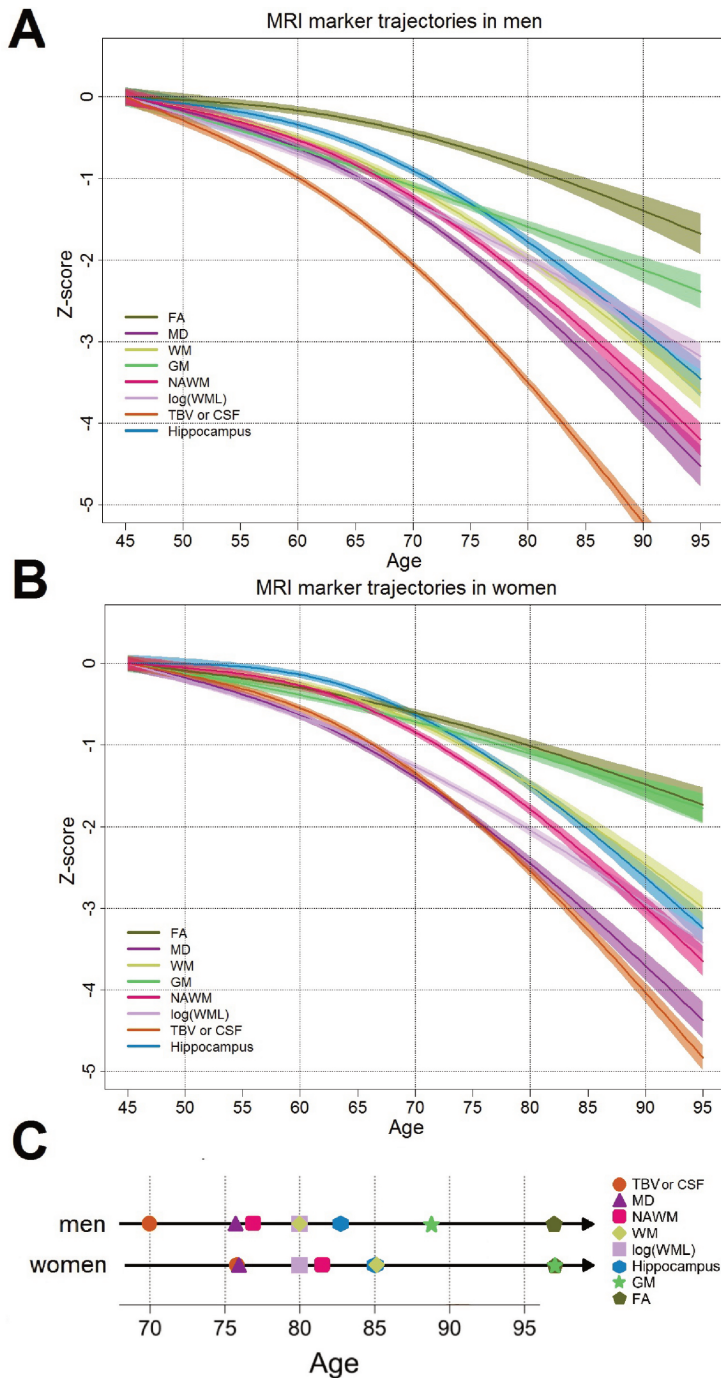 A
MRI marker trajectories in men
Z-score
0
-1
-2
-3
-4
-5
FA
MD
WM
GM
NAWM
log(WML)
TBV or CSF
Hippocampus
45 50 55 60 65 70 75 80 85 90 95
Age
B
MRI marker trajectories in women
Z-score
0
-1
-2
-3
-4
-5
FA
MD
WM
GM
NAWM
log(WML)
TBV or CSF
Hippocampus
45 50 55 60 65 70 75 80 85 90 95
Age
C
men
women
TBV or CSF
MD
NAWM
WM
log(WML)
Hippocampus
GM
FA
70 75 80 85 90 95
Age